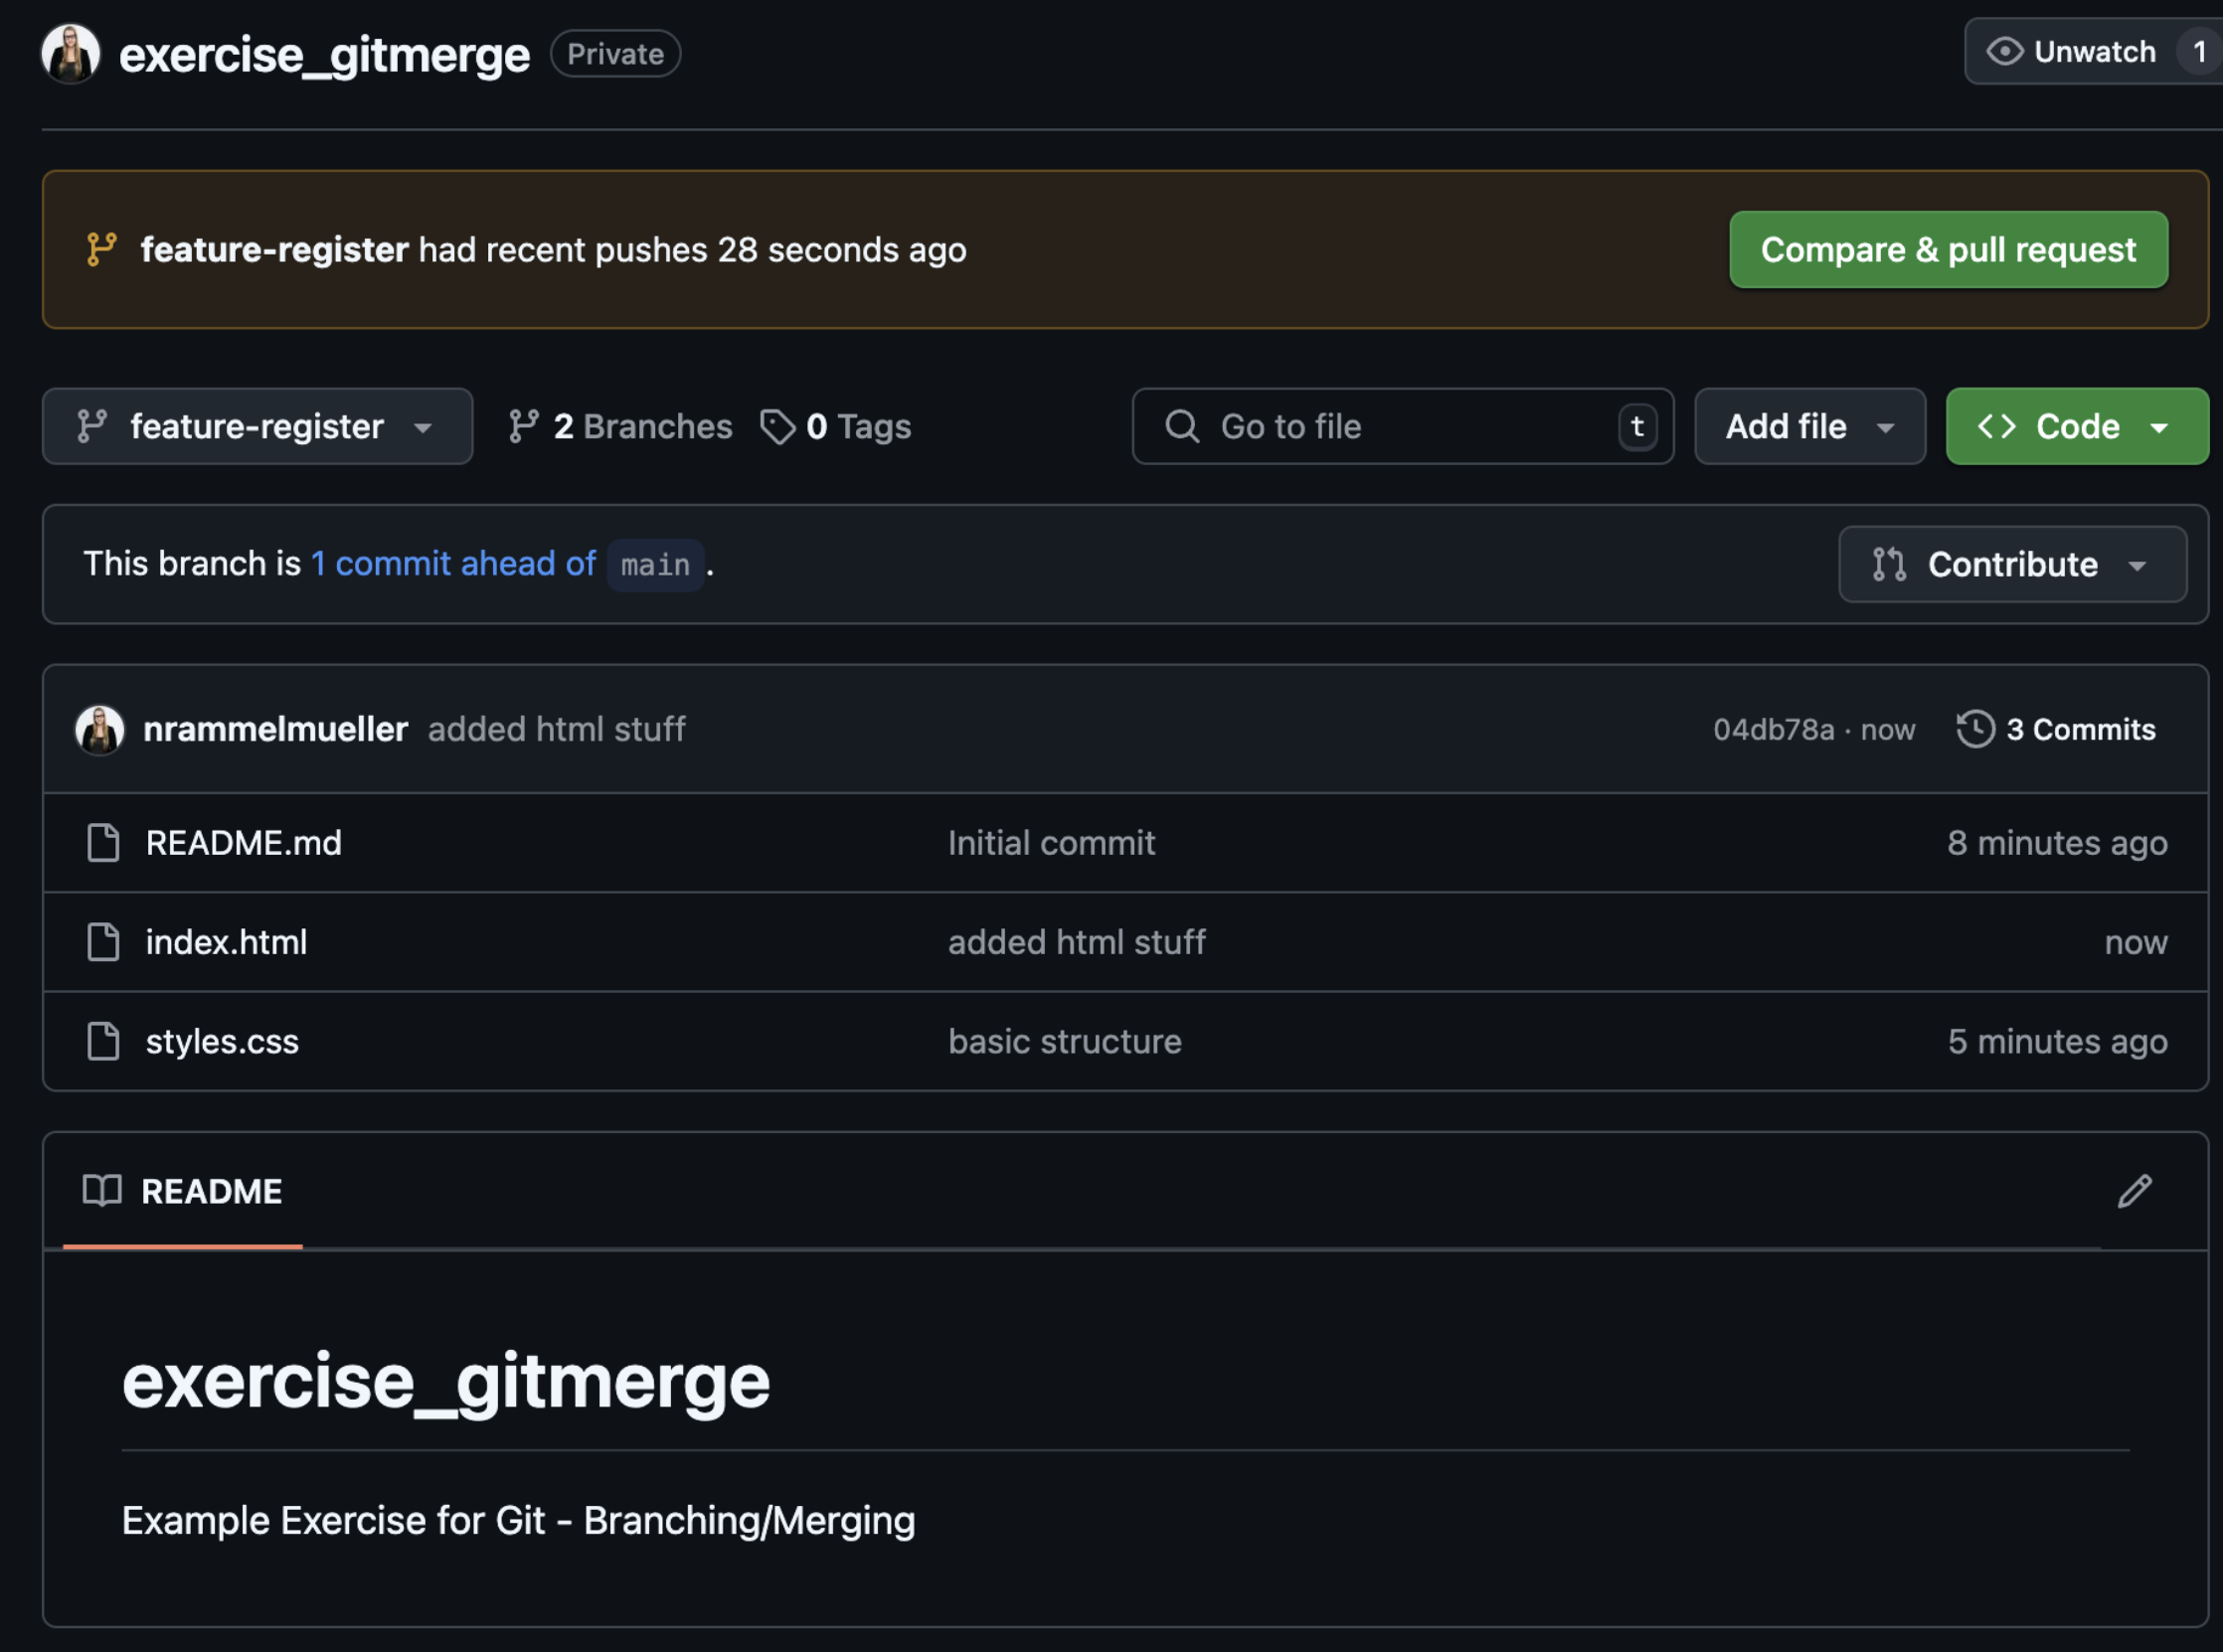 exercise_gitmerge Private Unwatch 1
feature-register had recent pushes 28 seconds ago Compare & pull request
feature-register 2 Branches 0 Tags Go to file t Add file Code
This branch is 1 commit ahead of main . Contribute
nrammelmueller added html stuff 04db78a · now 3 Commits
README.md Initial commit 8 minutes ago
index.html added html stuff now
styles.css basic structure 5 minutes ago
README
exercise_gitmerge
Example Exercise for Git - Branching/Merging